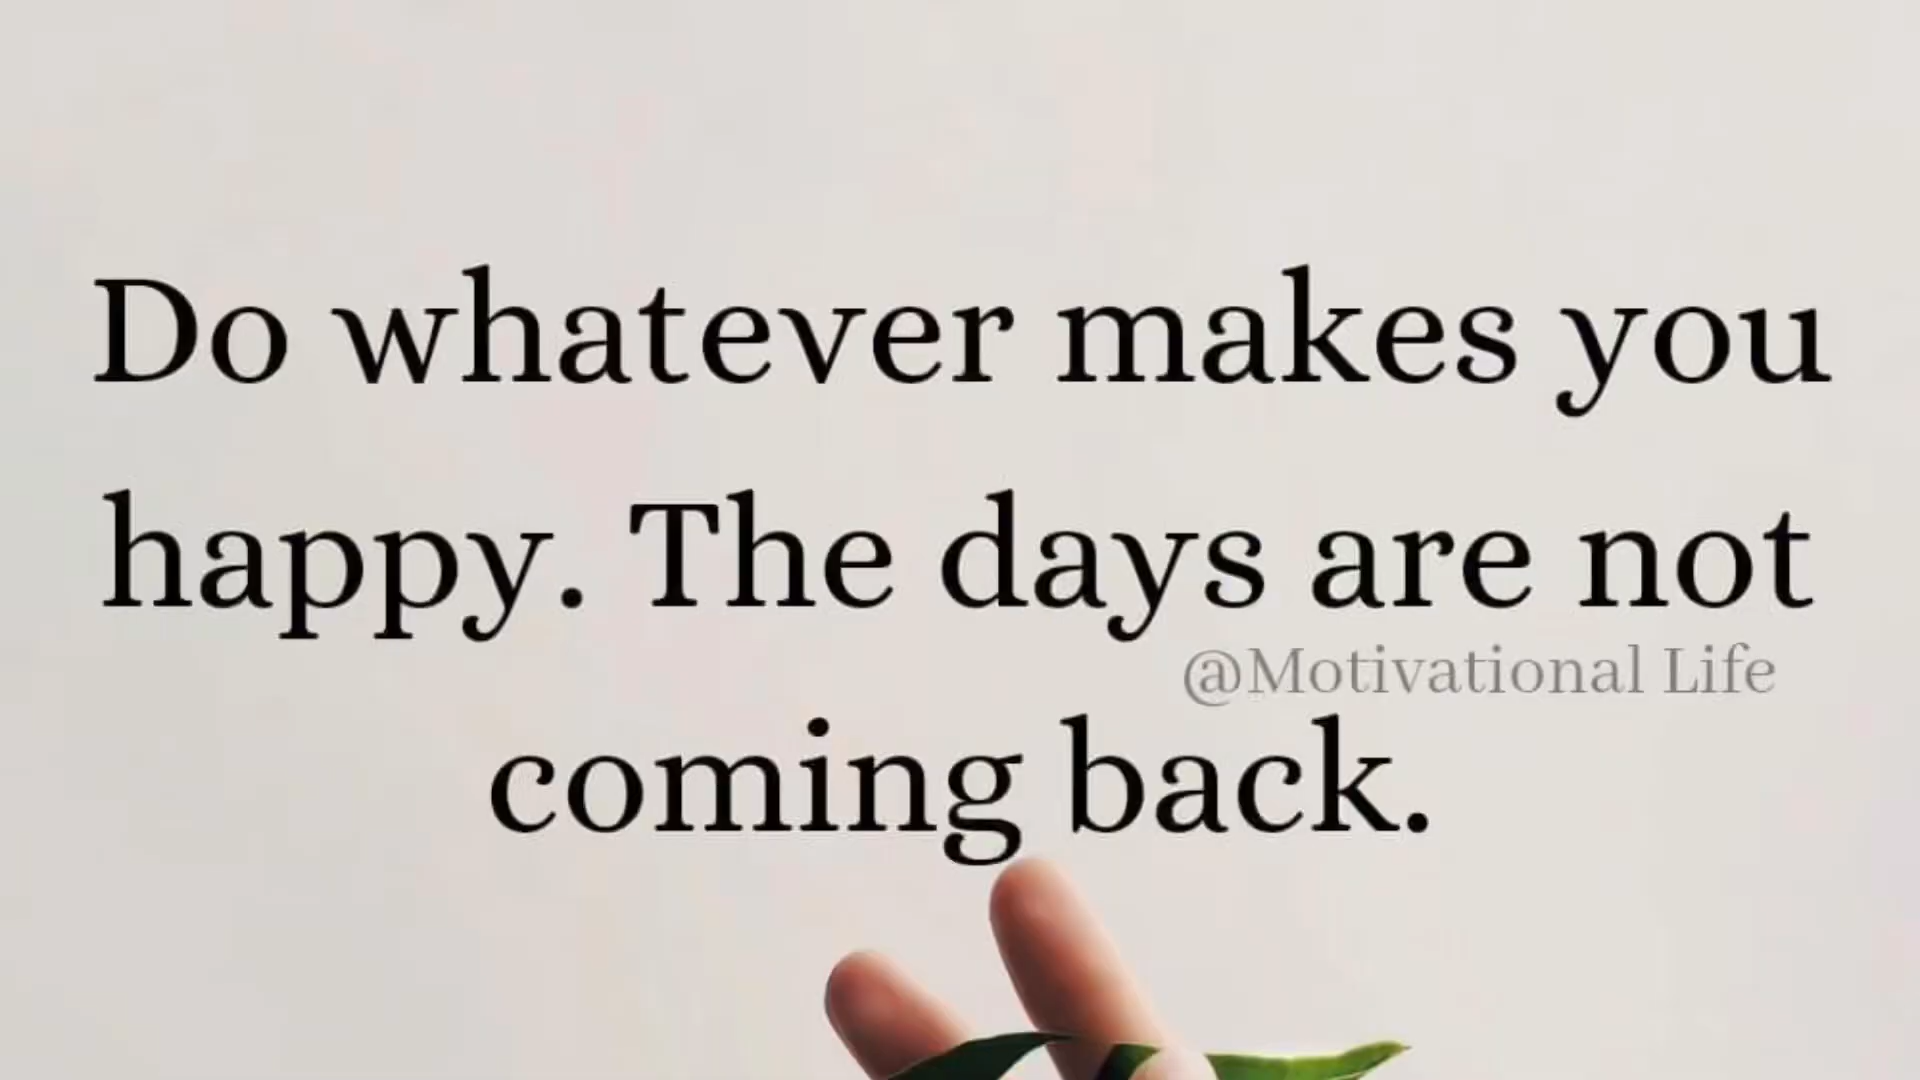 Do whatever makes you
happy. The days are not
@Motivational Life
coming back.